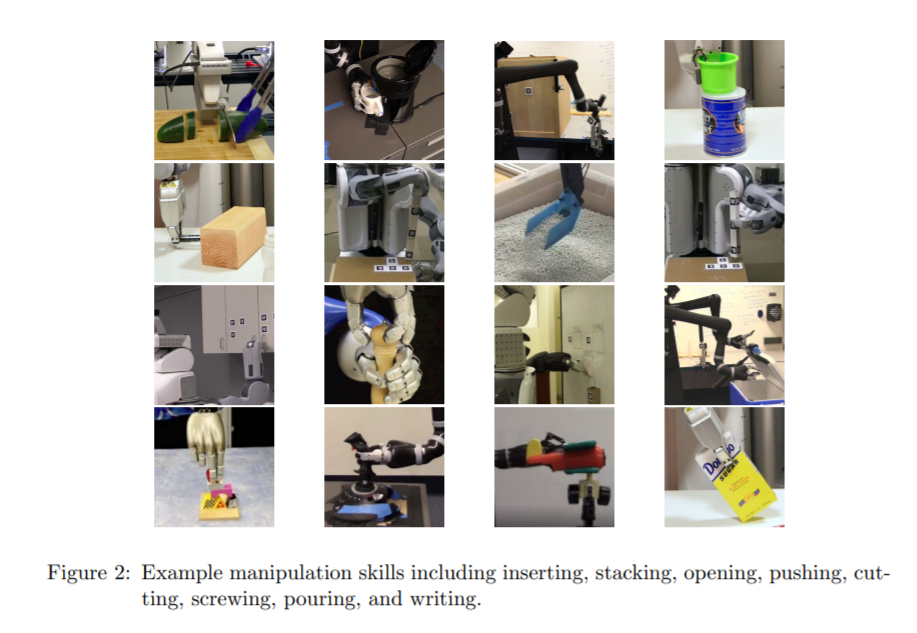 Figure 2: Example manipulation skills including inserting, stacking, opening, pushing, cut-
ting, screwing, pouring, and writing.